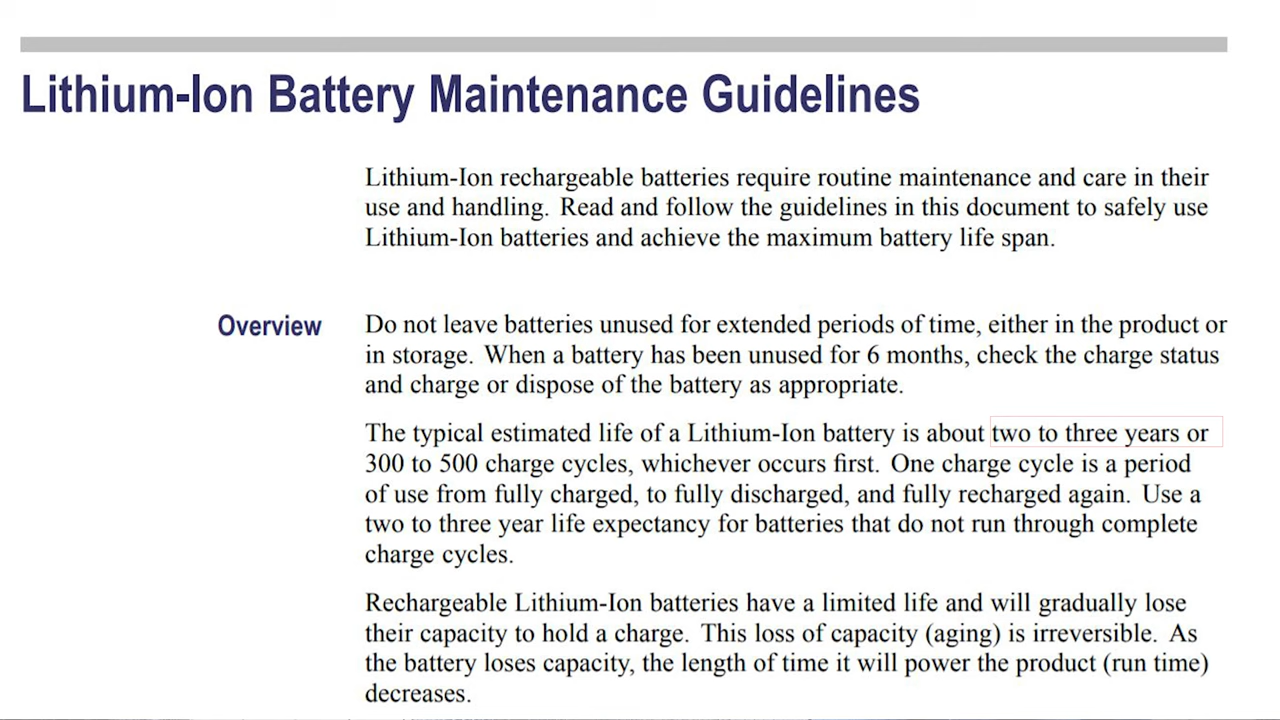 Lithium-Ion Battery Maintenance Guidelines
Lithium-Ion rechargeable batteries require routine maintenance and care in their
use and handling. Read and follow the guidelines in this document to safely use
Lithium-Ion batteries and achieve the maximum battery life span.
Overview
Do not leave batteries unused for extended periods of time, either in the product or
in storage. When a battery has been unused for 6 months, check the charge status
and charge or dispose of the battery as appropriate.
The typical estimated life of a Lithium-Ion battery is about two to three years or
300 to 500 charge cycles, whichever occurs first. One charge cycle is a period
of use from fully charged, to fully discharged, and fully recharged again. Use a
two to three year life expectancy for batteries that do not run through complete
charge cycles.
Rechargeable Lithium-Ion batteries have a limited life and will gradually lose
their capacity to hold a charge. This loss of capacity (aging) is irreversible. As
the battery loses capacity, the length of time it will power the product (run time)
decreases.